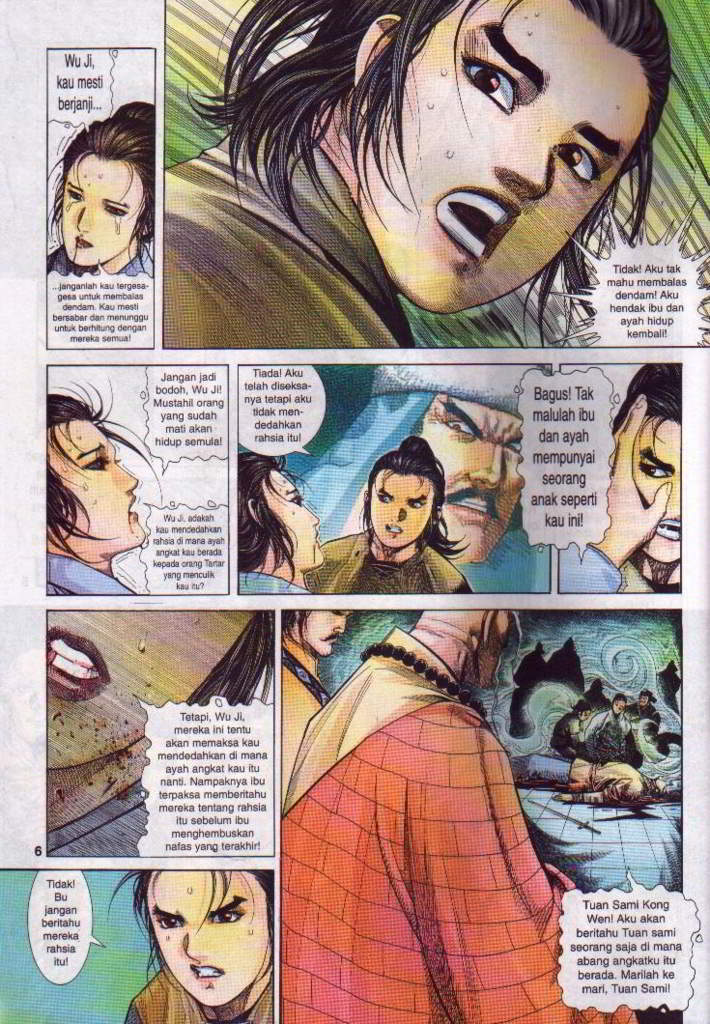 Wu Ji,
kau mesti
berjanji...
...janganlah kau tergesa-
gesa untuk membalas
dendam. Kau mesti
bersabar dan menunggu
untuk berhitung dengan
mereka semua!
Tidak! Aku tak
mahu membalas
dendam! Aku
hendak ibu dan
ayah hidup
kembali!
Jangan jadi
bodoh, Wu Ji!
Mustahil orang
yang sudah
mati akan
hidup semula!
Wu Ji, adakah
kau mendedahkan
rahsia di mana ayah
angkat kau berada
kepada orang Tartar
yang menculik
kau itu?
Tiada! Aku
telah diseksa-
nya tetapi aku
tidak men-
dedahkan
rahsia itu!
Bagus! Tak
malulah ibu
dan ayah
mempunyai
seorang
anak seperti
kau ini!
Tetapi, Wu Ji,
mereka ini tentu
akan memaksa kau
mendedahkan di mana
ayah angkat kau itu
nanti. Nampaknya ibu
terpaksa memberitahu
mereka tentang rahsia
itu sebelum ibu
menghembuskan
nafas yang terakhir!
6
Tidak!
Bu
jangan
beritahu
mereka
rahsia
itu!
Tuan Sami Kong
Wen! Aku akan
beritahu Tuan sami
seorang saja di mana
abang angkatku itu
berada. Marilah ke
mari, Tuan Sami!